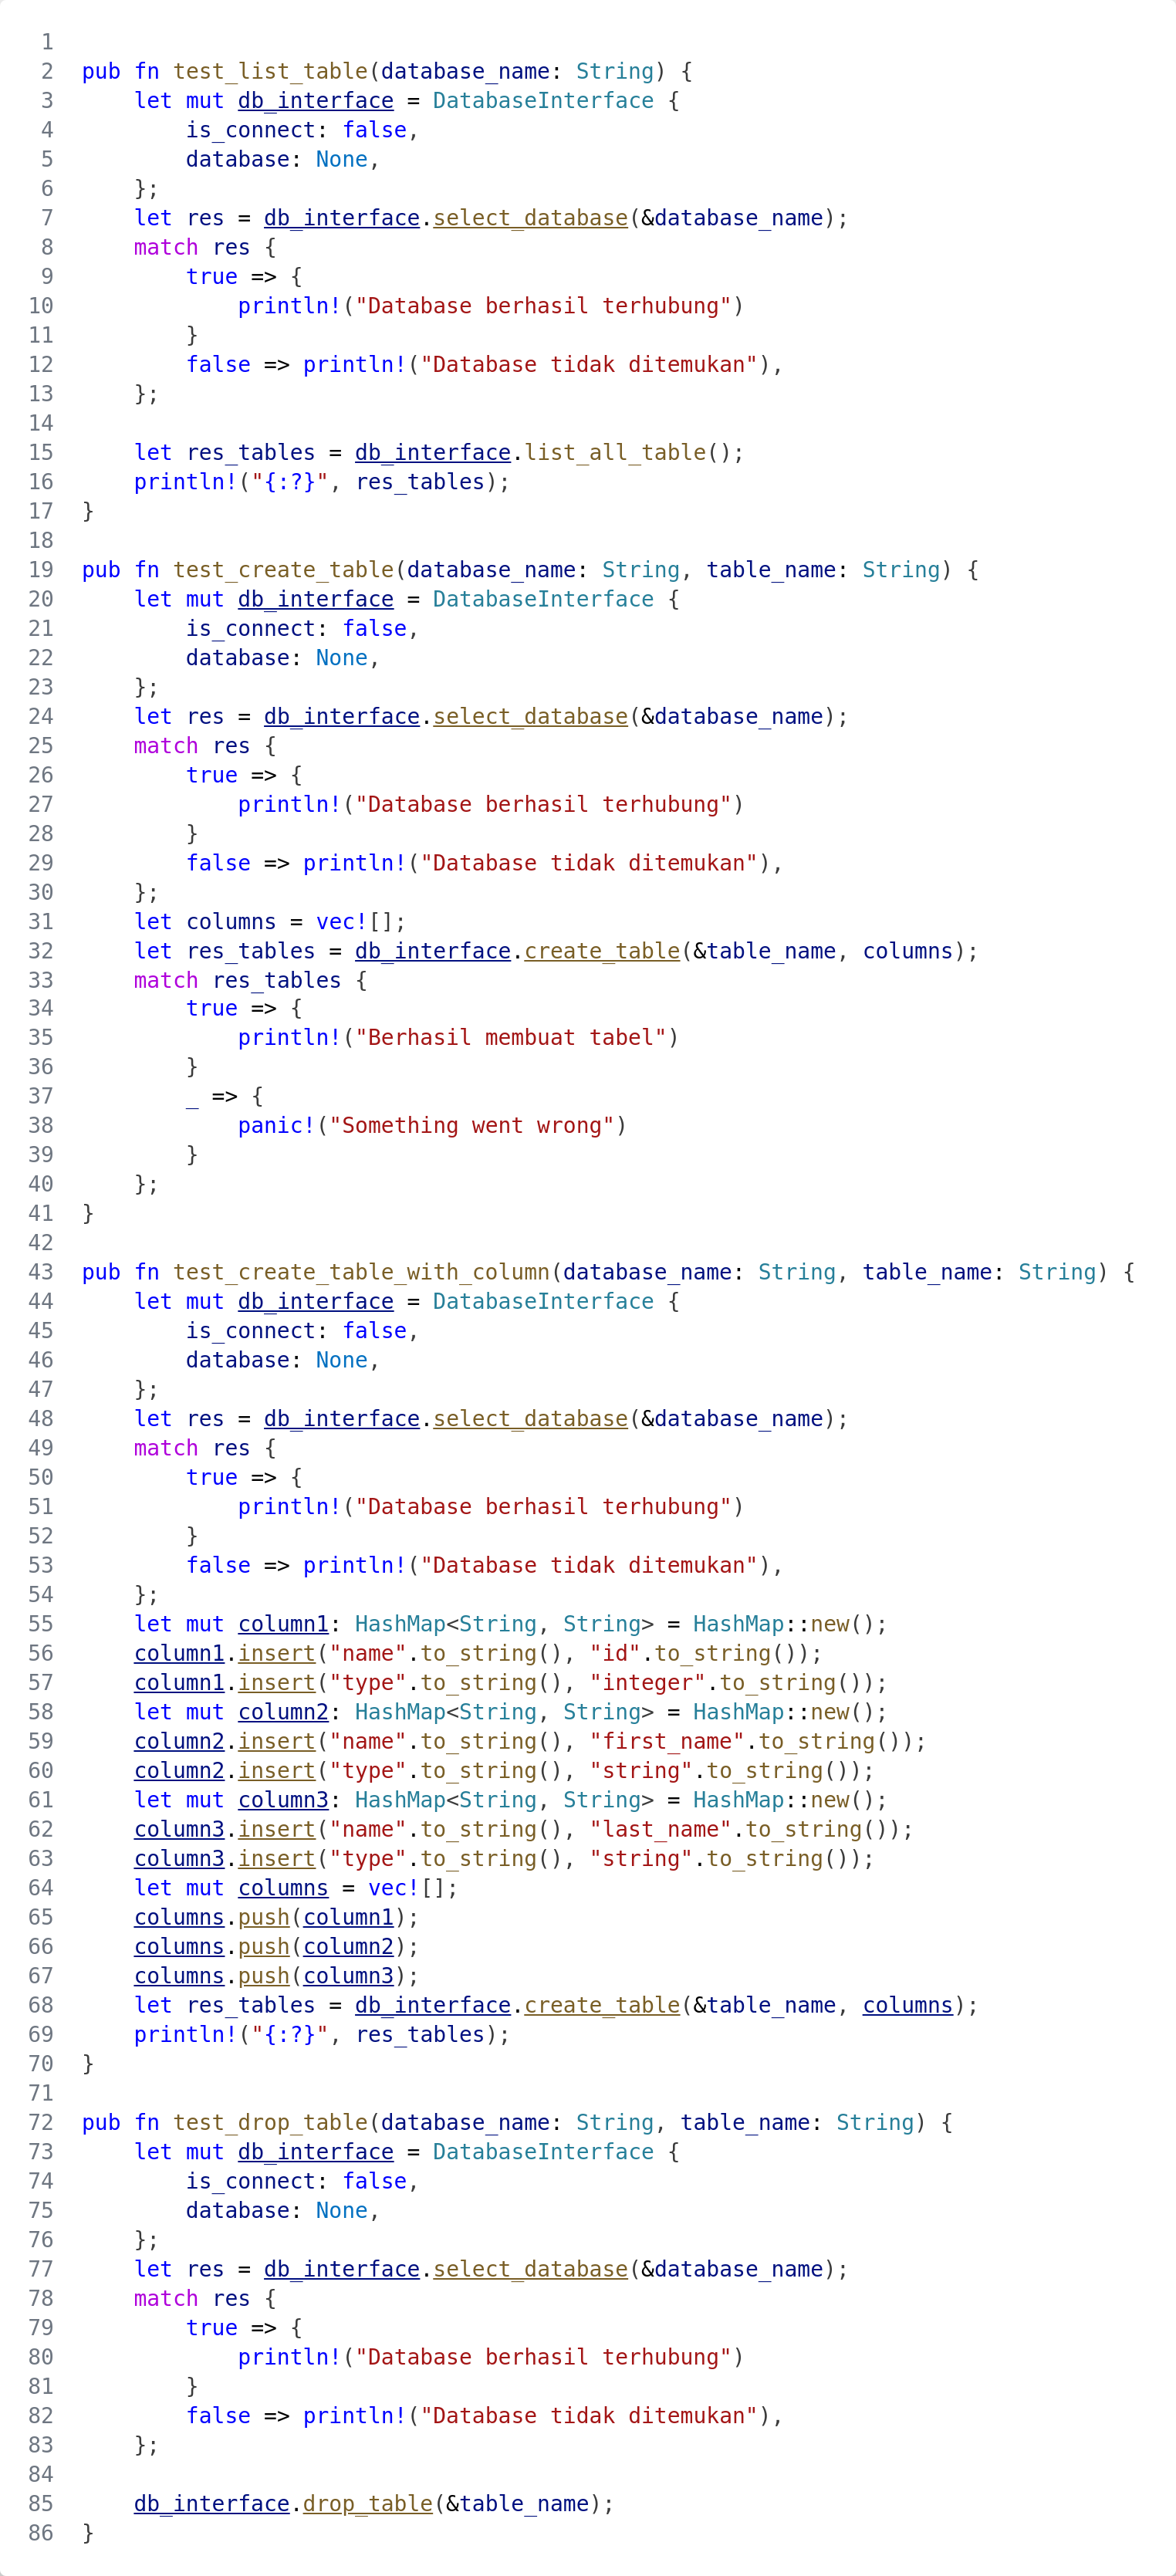 1
2 pub fn test_list_table(database_name: String) {
3     let mut db_interface = DatabaseInterface {
4         is_connect: false,
5         database: None,
6     };
7     let res = db_interface.select_database(&database_name);
8     match res {
9         true => {
10             println!("Database berhasil terhubung")
11         }
12         false => println!("Database tidak ditemukan"),
13     };
14
15     let res_tables = db_interface.list_all_table();
16     println!("{:?}", res_tables);
17 }
18
19 pub fn test_create_table(database_name: String, table_name: String) {
20     let mut db_interface = DatabaseInterface {
21         is_connect: false,
22         database: None,
23     };
24     let res = db_interface.select_database(&database_name);
25     match res {
26         true => {
27             println!("Database berhasil terhubung")
28         }
29         false => println!("Database tidak ditemukan"),
30     };
31     let columns = vec![];
32     let res_tables = db_interface.create_table(&table_name, columns);
33     match res_tables {
34         true => {
35             println!("Berhasil membuat tabel")
36         }
37         _ => {
38             panic!("Something went wrong")
39         }
40     };
41 }
42
43 pub fn test_create_table_with_column(database_name: String, table_name: String) {
44     let mut db_interface = DatabaseInterface {
45         is_connect: false,
46         database: None,
47     };
48     let res = db_interface.select_database(&database_name);
49     match res {
50         true => {
51             println!("Database berhasil terhubung")
52         }
53         false => println!("Database tidak ditemukan"),
54     };
55     let mut column1: HashMap<String, String> = HashMap::new();
56     column1.insert("name".to_string(), "id".to_string());
57     column1.insert("type".to_string(), "integer".to_string());
58     let mut column2: HashMap<String, String> = HashMap::new();
59     column2.insert("name".to_string(), "first_name".to_string());
60     column2.insert("type".to_string(), "string".to_string());
61     let mut column3: HashMap<String, String> = HashMap::new();
62     column3.insert("name".to_string(), "last_name".to_string());
63     column3.insert("type".to_string(), "string".to_string());
64     let mut columns = vec![];
65     columns.push(column1);
66     columns.push(column2);
67     columns.push(column3);
68     let res_tables = db_interface.create_table(&table_name, columns);
69     println!("{:?}", res_tables);
70 }
71
72 pub fn test_drop_table(database_name: String, table_name: String) {
73     let mut db_interface = DatabaseInterface {
74         is_connect: false,
75         database: None,
76     };
77     let res = db_interface.select_database(&database_name);
78     match res {
79         true => {
80             println!("Database berhasil terhubung")
81         }
82         false => println!("Database tidak ditemukan"),
83     };
84
85     db_interface.drop_table(&table_name);
86 }